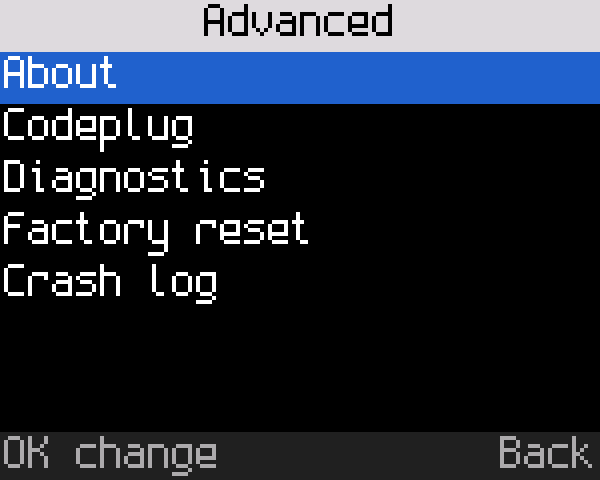 Advanced
About
Codeplug
Diagnostics
Factory reset
Crash log
OK change Back